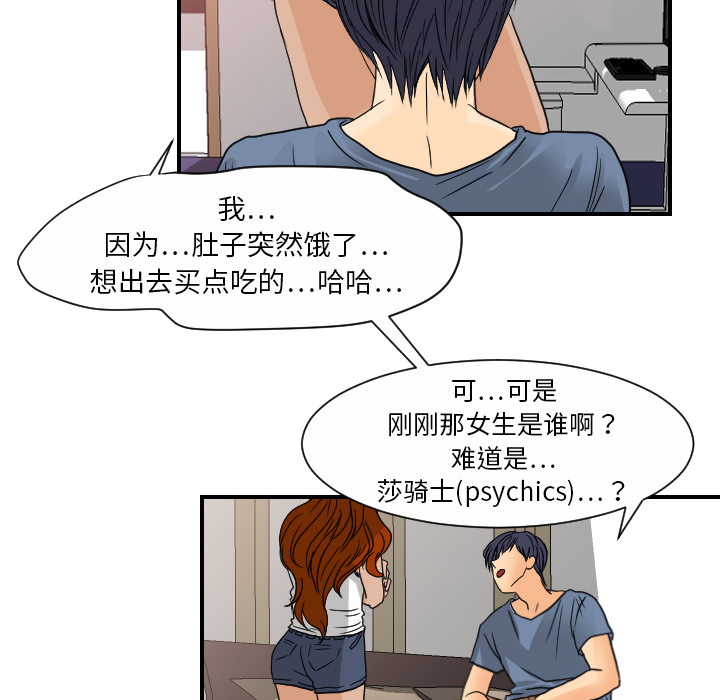 我...
因为...肚子突然饿了...
想出去买点吃的...哈哈...
可...可是
刚刚那女生是谁啊？
难道是...
莎骑士(psychics)...？